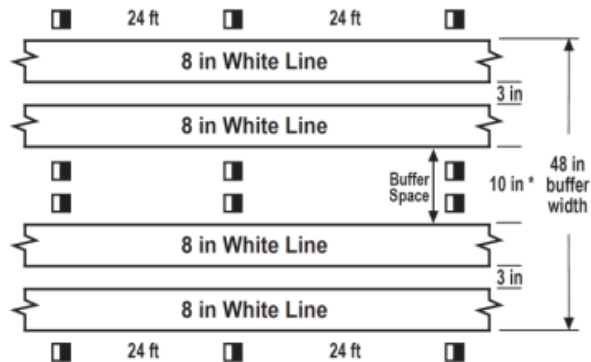 24 ft 24 ft
8 in White Line
3 in
8 in White Line
Buffer
Space
10 in *
48 in
buffer
width
8 in White Line
3 in
8 in White Line
24 ft 24 ft